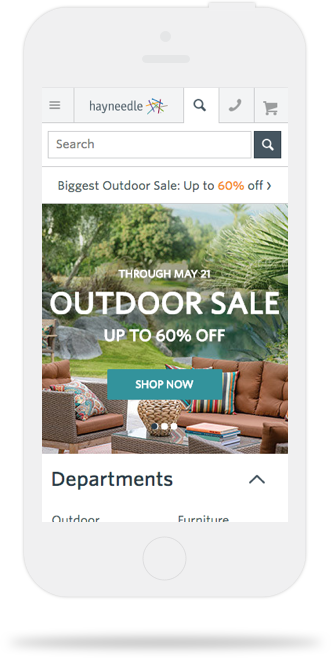 hayneedle
Search
Biggest Outdoor Sale: Up to 60% off ›
THROUGH MAY 21
OUTDOOR SALE
UP TO 60% OFF
SHOP NOW
Departments
Outdoor Furniture